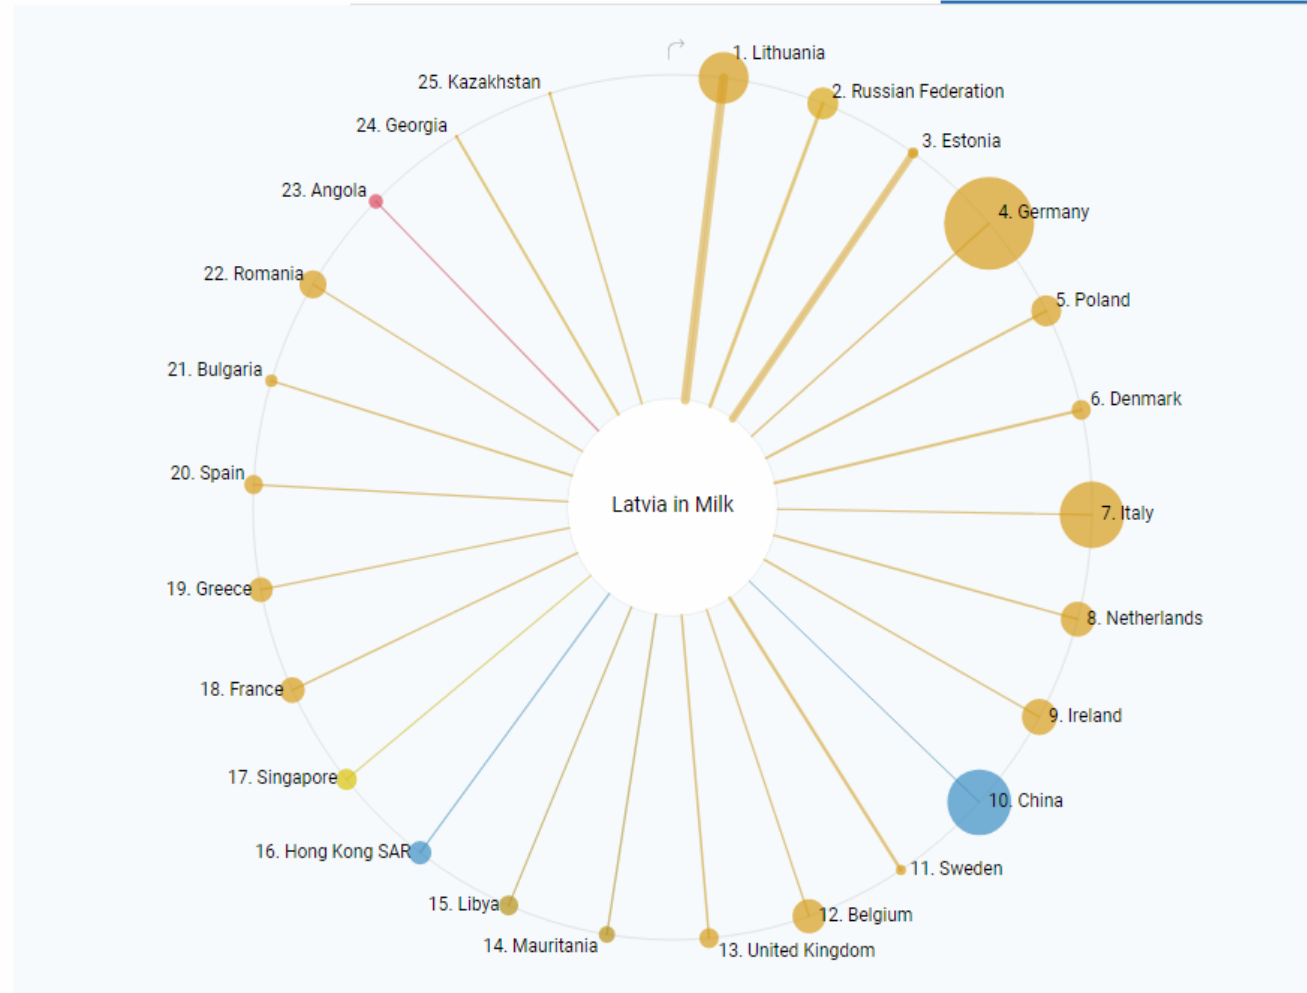 1. Lithuania
2. Russian Federation
3. Estonia
4. Germany
5. Poland
6. Denmark
7. Italy
8. Netherlands
9. Ireland
10. China
11. Sweden
12. Belgium
13. United Kingdom
14. Mauritania
15. Libya
16. Hong Kong SAR
17. Singapore
18. France
19. Greece
20. Spain
21. Bulgaria
22. Romania
23. Angola
24. Georgia
25. Kazakhstan
Latvia in Milk